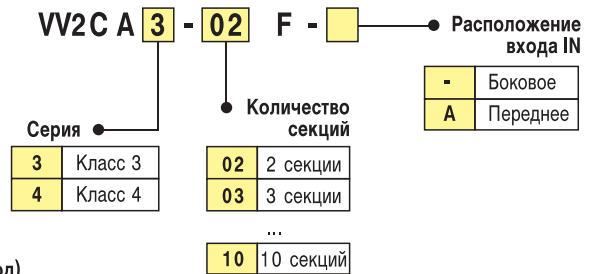 VV2C A 3 - 02 F -
Расположение
входа IN
- Боковое
A Переднее
Количество
секций
02 2 секции
03 3 секции
...
10 10 секций
Серия
3 Класс 3
4 Класс 4